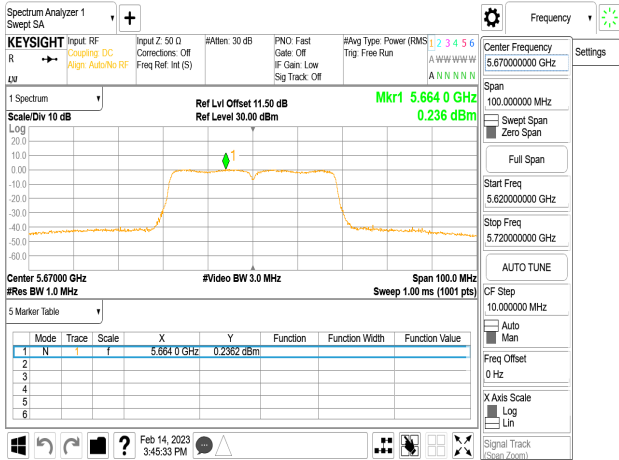 Spectrum Analyzer 1
Swept SA
Frequency
Settings
KEYSIGHT
R
LXI
Input: RF
Coupling: DC
Align: Auto/No RF
Input Z: 50 Ω
Corrections: Off
Freq Ref: Int (S)
#Atten: 30 dB
PNO: Fast
Gate: Off
IF Gain: Low
Sig Track: Off
#Avg Type: Power (RMS
Trig: Free Run
1 2 3 4 5 6
A W W W W W
A N N N N N
1 Spectrum
Scale/Div 10 dB
Ref Lvl Offset 11.50 dB
Ref Level 30.00 dBm
Mkr1 5.664 0 GHz
0.236 dBm
Log
20.0
10.0
0.00
-10.0
-20.0
-30.0
-40.0
-50.0
-60.0
1
Center 5.67000 GHz
#Res BW 1.0 MHz
#Video BW 3.0 MHz
Span 100.0 MHz
Sweep 1.00 ms (1001 pts)
5 Marker Table
Mode Trace Scale X Y Function Function Width Function Value
1 N 1 f 5.664 0 GHz 0.2362 dBm
2
3
4
5
6
Feb 14, 2023
3:45:33 PM
Center Frequency
5.670000000 GHz
Span
100.000000 MHz
Swept Span
Zero Span
Full Span
Start Freq
5.620000000 GHz
Stop Freq
5.720000000 GHz
AUTO TUNE
CF Step
10.000000 MHz
Auto
Man
Freq Offset
0 Hz
X Axis Scale
Log
Lin
Signal Track
(Span Zoom)